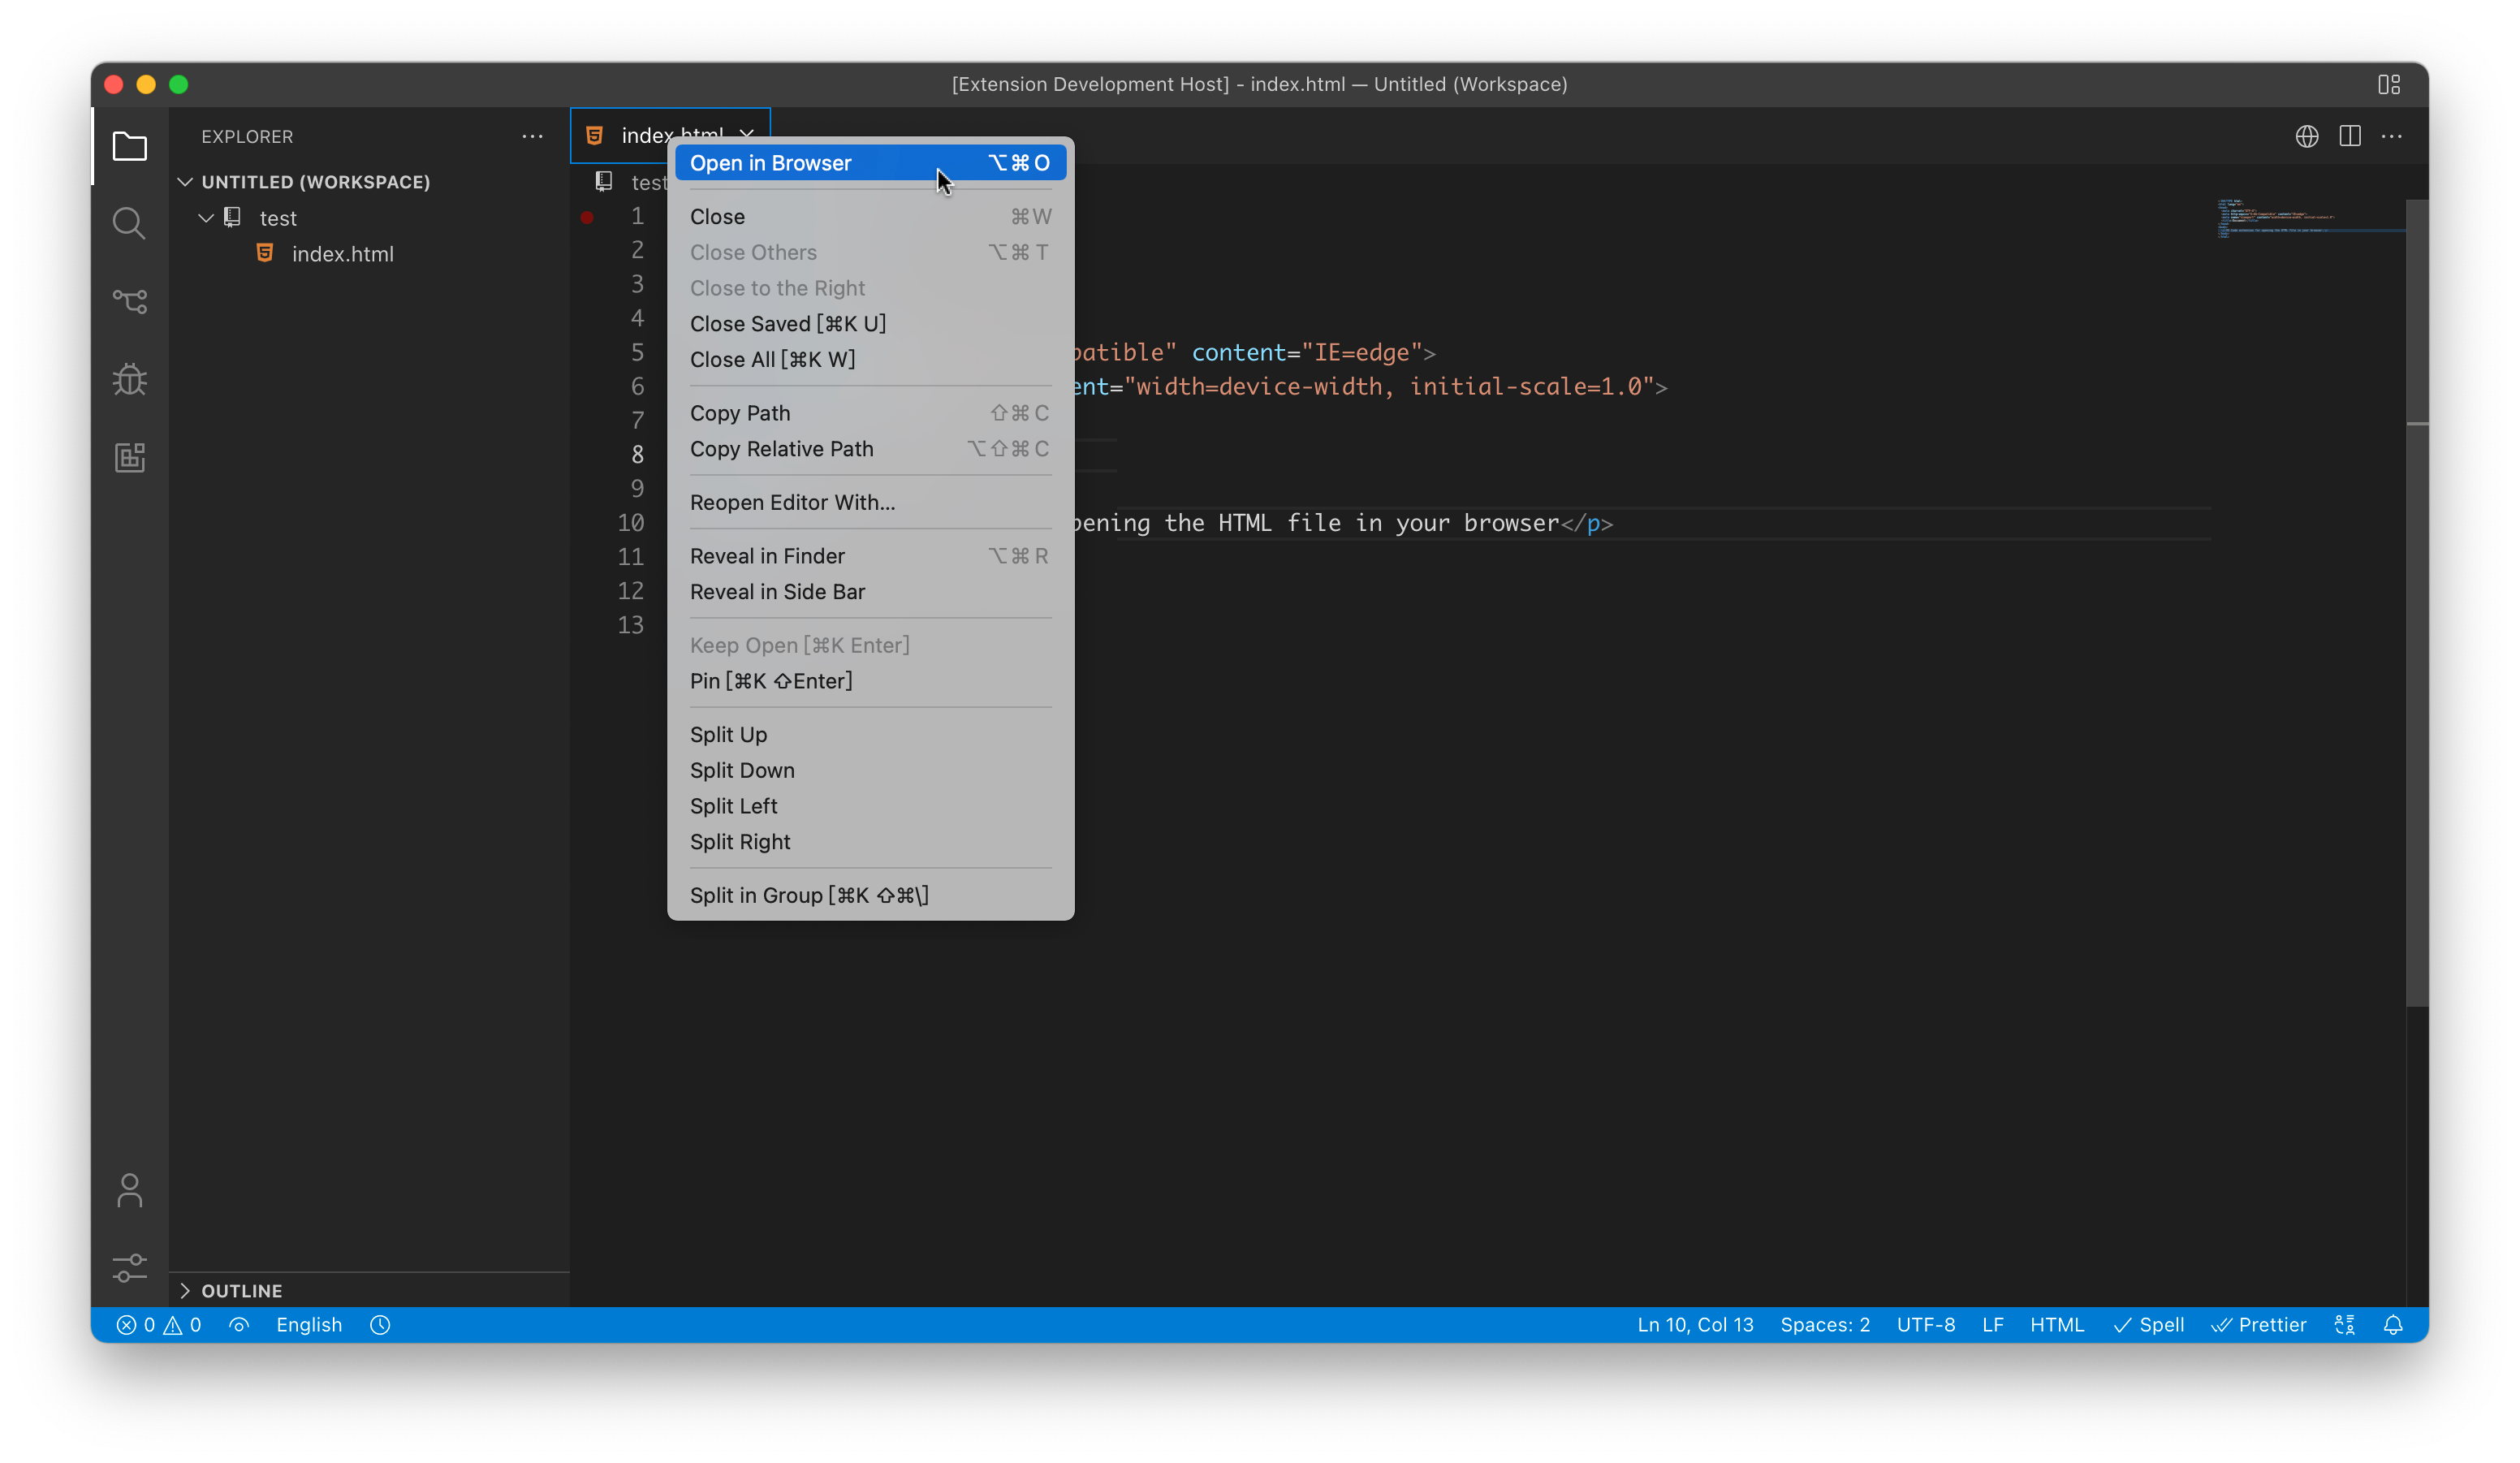 [Extension Development Host] - index.html — Untitled (Workspace)
EXPLORER
UNTITLED (WORKSPACE)
test
index.html
OUTLINE
index.html
test
1
2
3
4
5
6
7
8
9
10
11
12
13
Open in Browser ⌥⌘O
Close ⌘W
Close Others ⌥⌘T
Close to the Right
Close Saved [⌘K U]
Close All [⌘K W]
Copy Path ⇧⌘C
Copy Relative Path ⌥⇧⌘C
Reopen Editor With...
Reveal in Finder ⌥⌘R
Reveal in Side Bar
Keep Open [⌘K Enter]
Pin [⌘K ⇧Enter]
Split Up
Split Down
Split Left
Split Right
Split in Group [⌘K ⇧⌘\]
patible" content="IE=edge">
ent="width=device-width, initial-scale=1.0">
pening the HTML file in your browser</p>
0 0 English
Ln 10, Col 13 Spaces: 2 UTF-8 LF HTML Spell Prettier